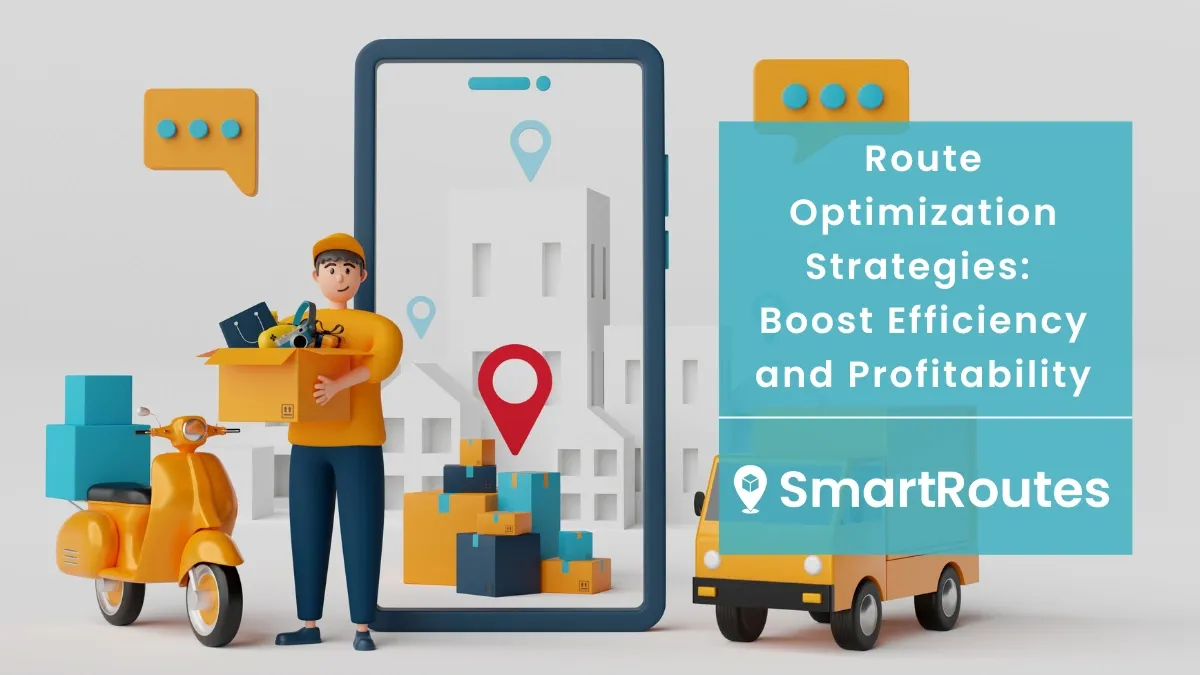 Route
Optimization
Strategies:
Boost Efficiency
and Profitability
SmartRoutes